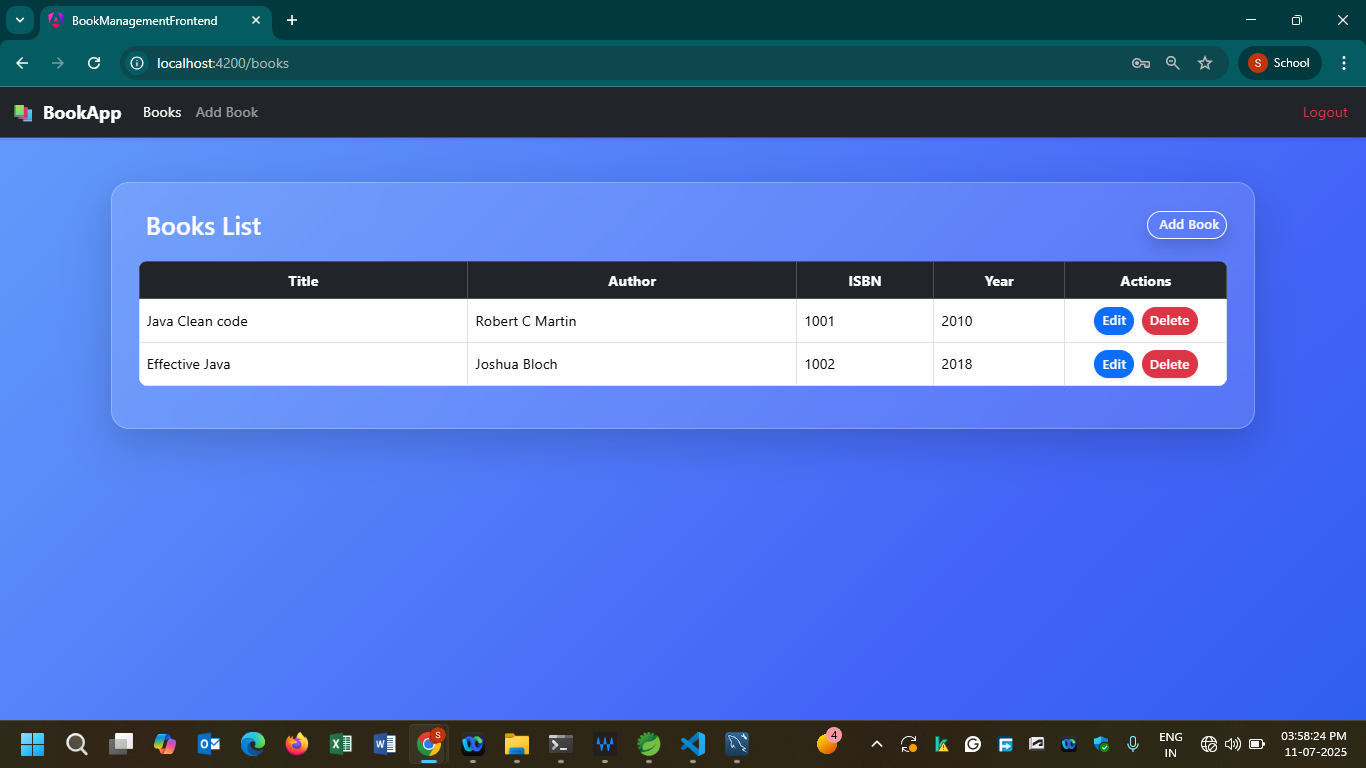 BookManagementFrontend
localhost:4200/books
S School
BookApp Books Add Book Logout
Books List Add Book
Title Author ISBN Year Actions
Java Clean code Robert C Martin 1001 2010 Edit Delete
Effective Java Joshua Bloch 1002 2018 Edit Delete
S 4 ENG 03:58:24 PM
IN 11-07-2025